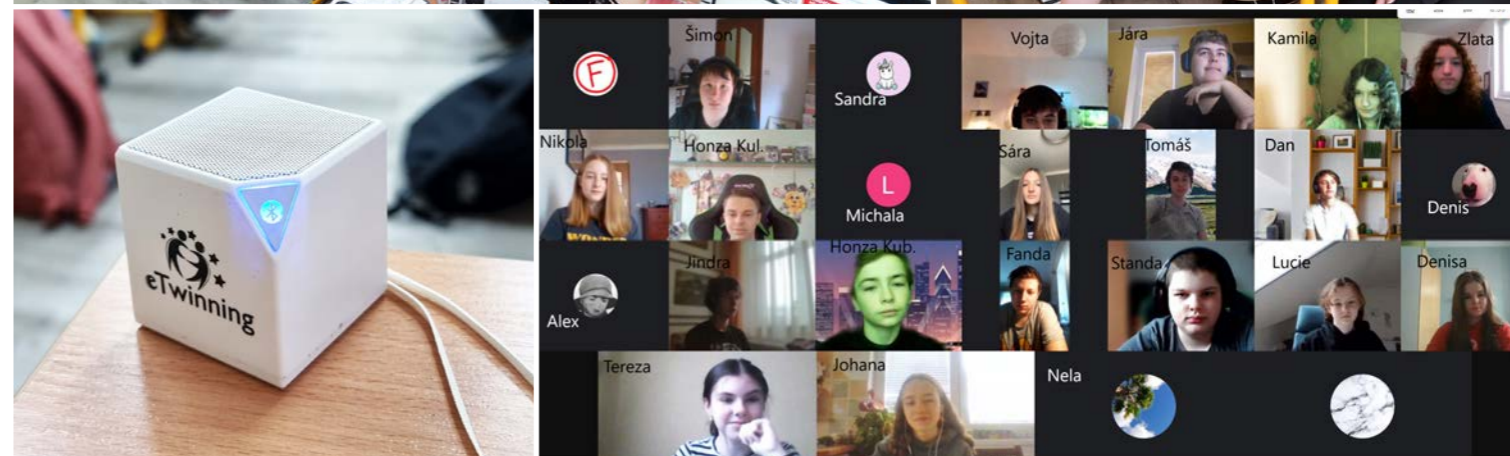 eTwinning
F
Šimon
Sandra
Vojta
Jára
Kamila
Zlata
Nikola
Honza Kul.
L
Michala
Sára
Tomáš
Dan
Denis
Alex
Jindra
Honza Kub.
Fanda
Standa
Lucie
Denisa
Tereza
Johana
Nela